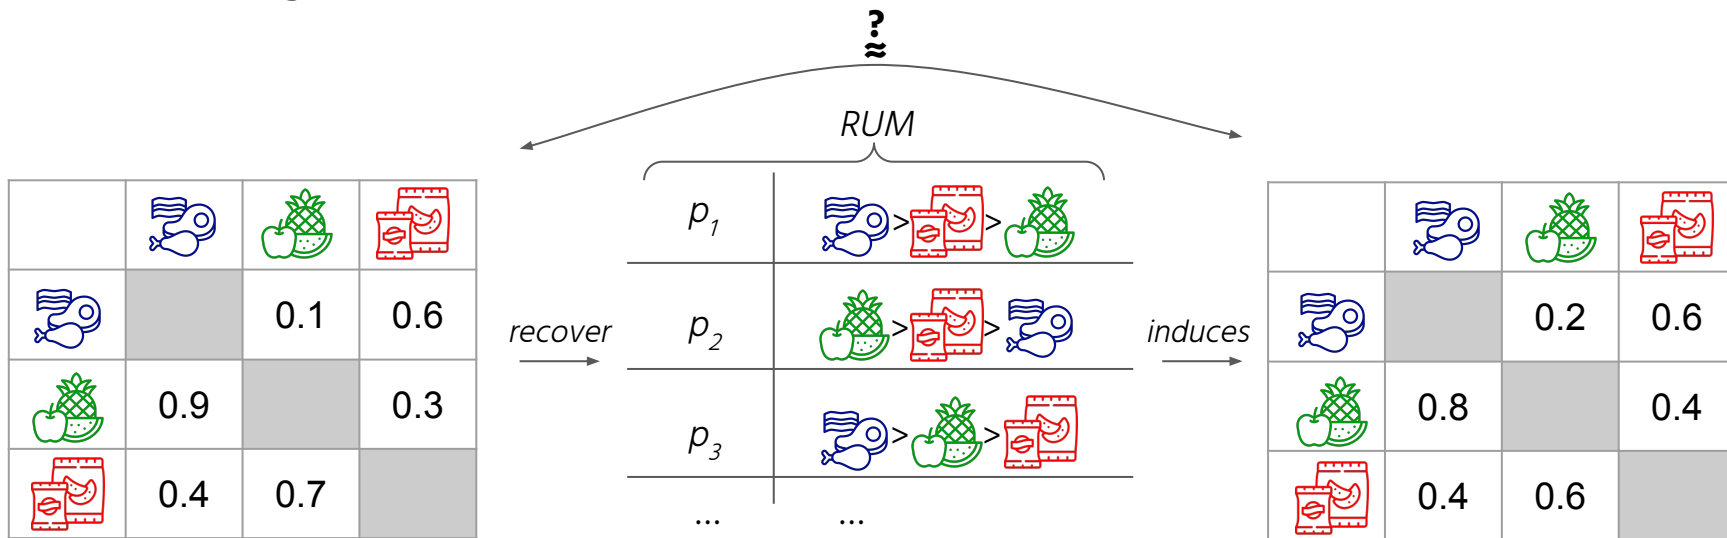 ?
≈
RUM
0.1 0.6
0.9 0.3
0.4 0.7
recover
p1 > >
p2 > >
p3 > >
... ...
induces
0.2 0.6
0.8 0.4
0.4 0.6